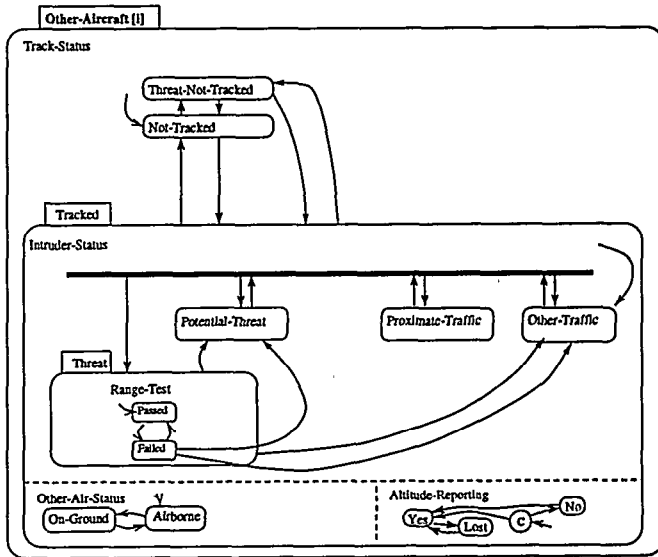 Other-Aircraft [i]
Track-Status
Threat-Not-Tracked
Not-Tracked
Tracked
Intruder-Status
Potential-Threat
Proximate-Traffic
Other-Traffic
Threat
Range-Test
Passed
Failed
Other-Air-Status
On-Ground
Airborne
Altitude-Reporting
Yes
Lost
C
No